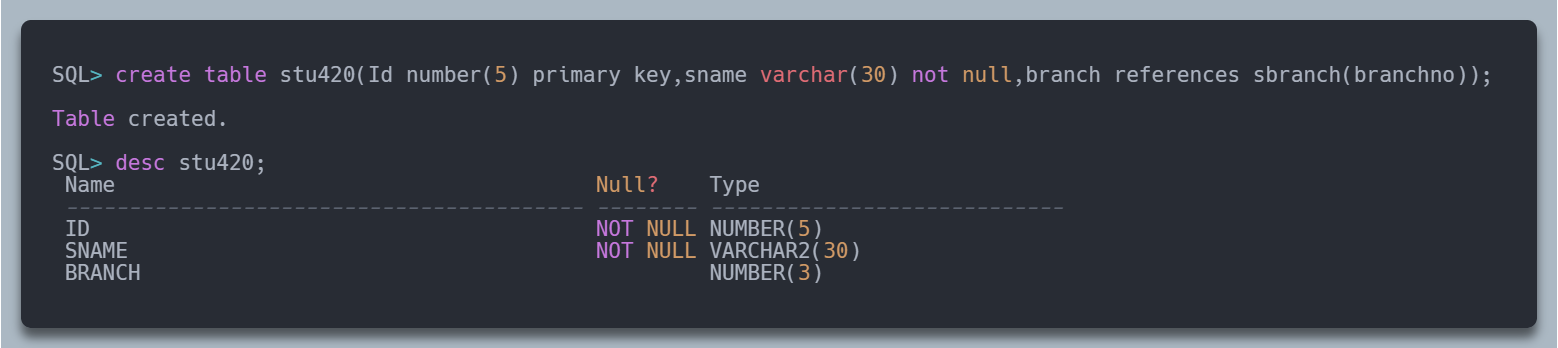 SQL> create table stu420(Id number(5) primary key,sname varchar(30) not null,branch references sbranch(branchno));
Table created.
SQL> desc stu420;
Name Null? Type
----------------------------------------- -------- ----------------------------
ID NOT NULL NUMBER(5)
SNAME NOT NULL VARCHAR2(30)
BRANCH NUMBER(3)